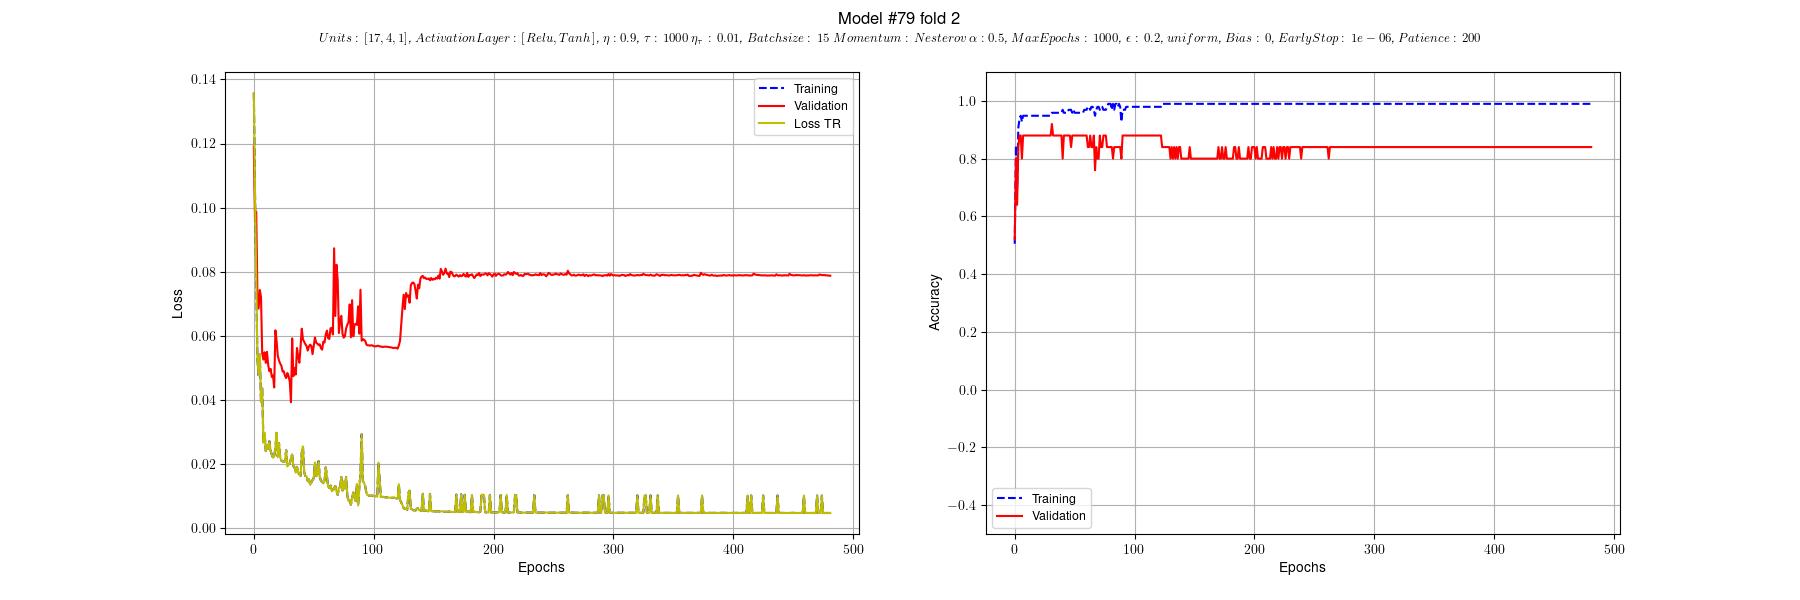 Model #79 fold 2
Units : [17, 4, 1], ActivationLayer : [Relu, Tanh], η : 0.9, τ : 1000 η_τ : 0.01, Batchsize : 15 Momentum : Nesterov α : 0.5, MaxEpochs : 1000, ϵ : 0.2, uniform, Bias : 0, EarlyStop : 1e − 06, Patience : 200
Loss
0.14
0.12
0.10
0.08
0.06
0.04
0.02
0.00
Training
Validation
Loss TR
0 100 200 300 400 500
Epochs
Accuracy
1.0
0.8
0.6
0.4
0.2
0.0
−0.2
−0.4
Training
Validation
0 100 200 300 400 500
Epochs